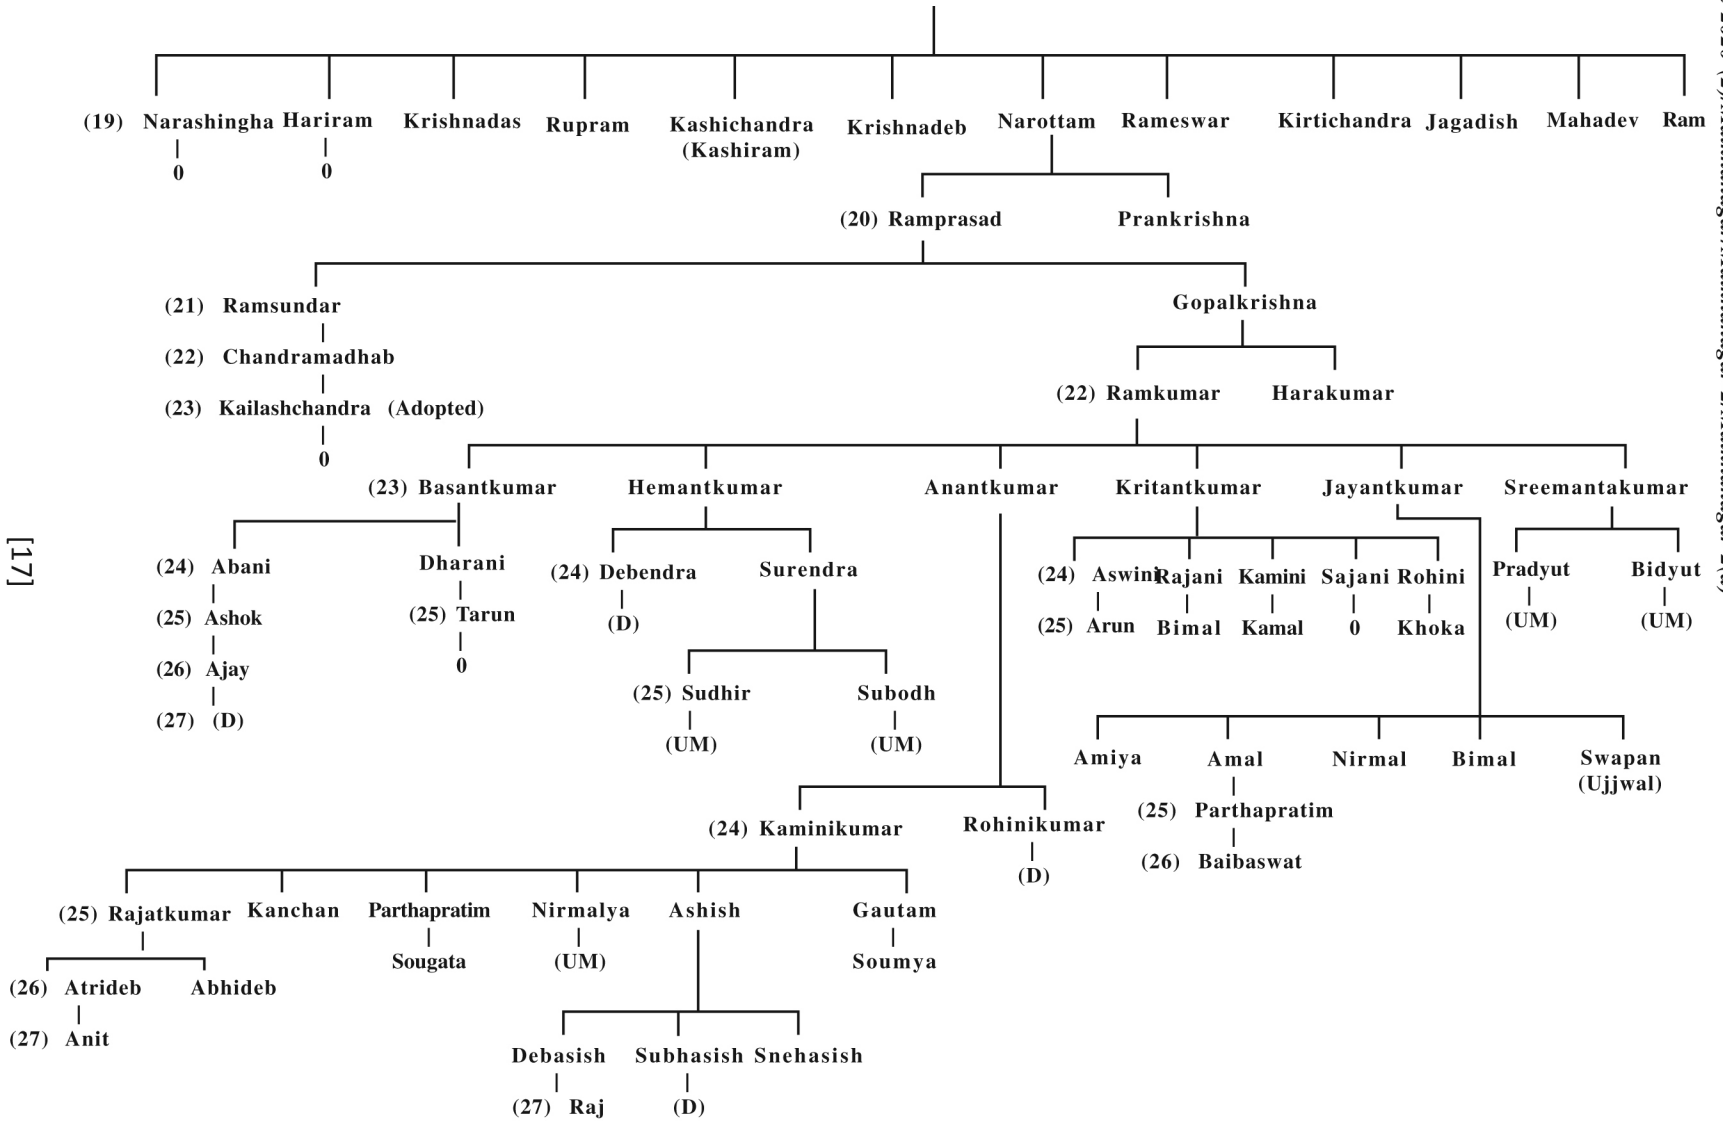 (19) Narashingha Hariram Krishnadas Rupram Kashichandra Krishnadeb Narottam Rameswar Kirtichandra Jagadish Mahadev Ram
(Kashiram)
0 0
(20) Ramprasad Prankrishna
(21) Ramsundar Gopalkrishna
(22) Chandramadhab
(22) Ramkumar Harakumar
(23) Kailashchandra (Adopted)
0
(23) Basantkumar Hemantkumar Anantkumar Kritantkumar Jayantkumar Sreemantakumar
(24) Abani Dharani (24) Debendra Surendra (24) Aswini Rajani Kamini Sajani Rohini Pradyut Bidyut
(25) Ashok (25) Tarun (D) (25) Arun Bimal Kamal 0 Khoka (UM) (UM)
(26) Ajay 0
(25) Sudhir Subodh
(27) (D)
(UM) (UM)
Amiya Amal Nirmal Bimal Swapan
(Ujjwal)
(25) Parthapratim
(24) Kaminikumar Rohinikumar
(26) Baibaswat
(D)
(25) Rajatkumar Kanchan Parthapratim Nirmalya Ashish Gautam
Sougata (UM) Soumya
(26) Atrideb Abhideb
(27) Anit
Debasish Subhasish Snehasish
(27) Raj (D)
[17]